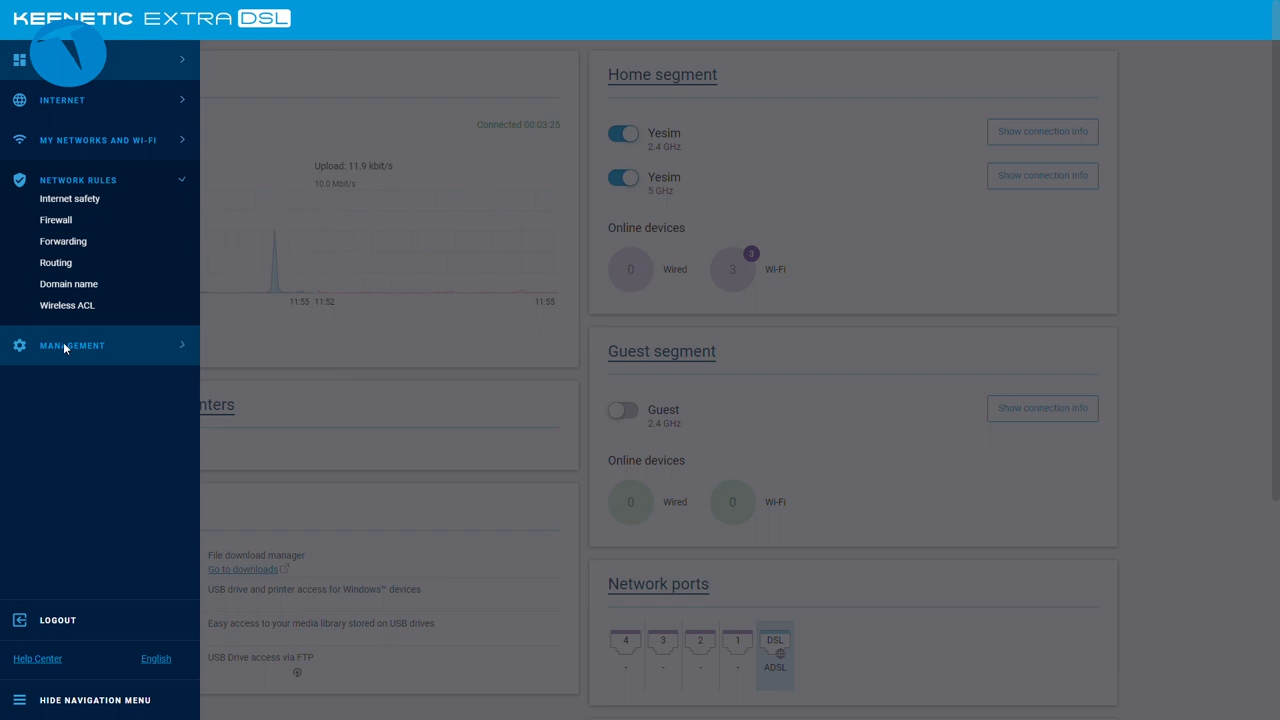 KEENETIC EXTRA DSL
INTERNET
MY NETWORKS AND WI-FI
NETWORK RULES
Internet safety
Firewall
Forwarding
Routing
Domain name
Wireless ACL
MANAGEMENT
LOGOUT
Help Center
English
HIDE NAVIGATION MENU
Connected 00:03:25
Upload: 11.9 kbit/s
10.0 Mbit/s
11:55
11:52
11:55
nters
File download manager
Go to downloads
USB drive and printer access for Windows™ devices
Easy access to your media library stored on USB drives
USB Drive access via FTP
Home segment
Yesim
2.4 GHz
Show connection info
Yesim
5 GHz
Show connection info
Online devices
0
Wired
3
3
Wi-Fi
Guest segment
Guest
2.4 GHz
Show connection info
Online devices
0
Wired
0
Wi-Fi
Network ports
4
3
2
1
DSL
-
-
-
-
ADSL